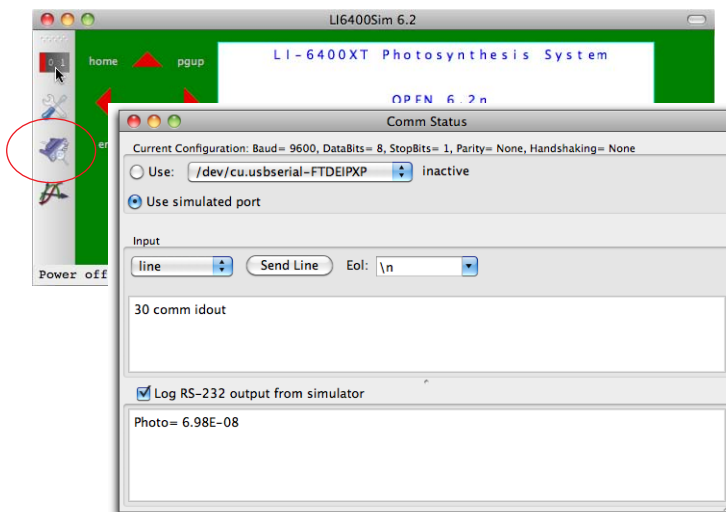 LI6400Sim 6.2
home pgup
LI-6400XT Photosynthesis System
OPEN 6.2n
Power off
Comm Status
Current Configuration: Baud= 9600, DataBits= 8, StopBits= 1, Parity= None, Handshaking= None
Use: /dev/cu.usbserial-FTDEIPXP inactive
Use simulated port
Input
line Send Line Eol: \n
30 comm idout
Log RS-232 output from simulator
Photo= 6.98E-08